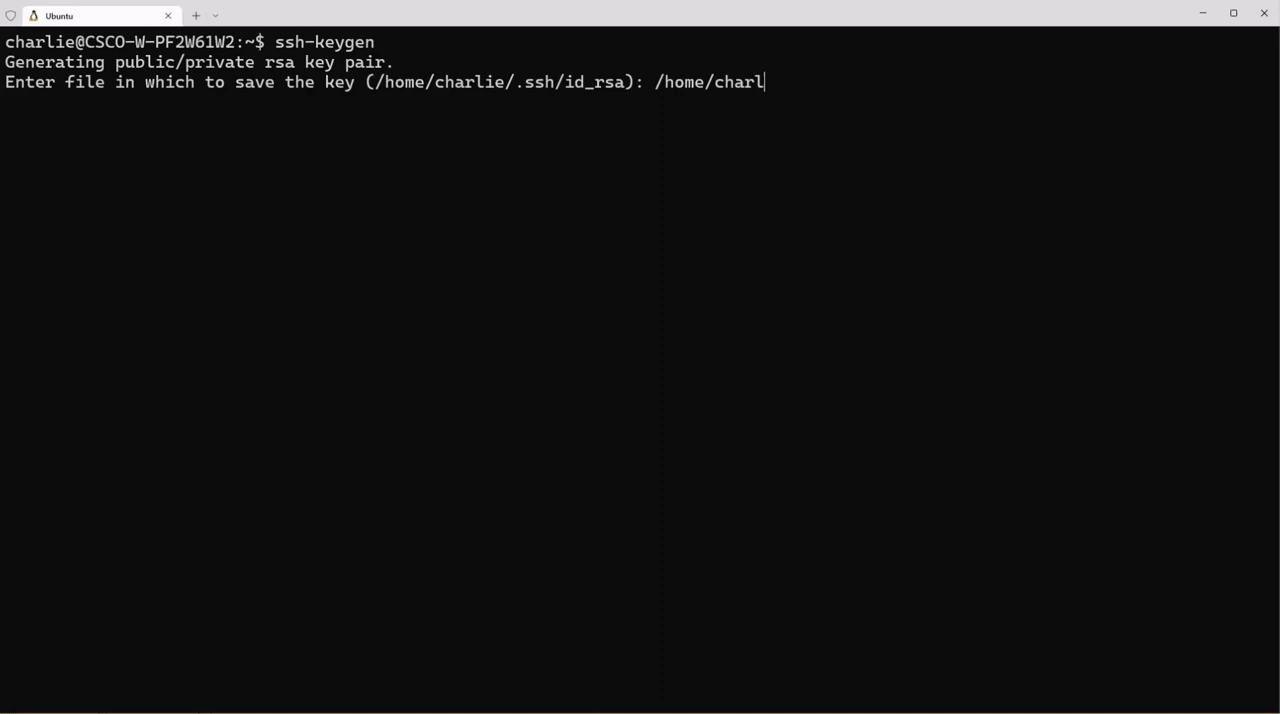 Ubuntu
charlie@CSCO-W-PF2W61W2:~$ ssh-keygen
Generating public/private rsa key pair.
Enter file in which to save the key (/home/charlie/.ssh/id_rsa): /home/charl